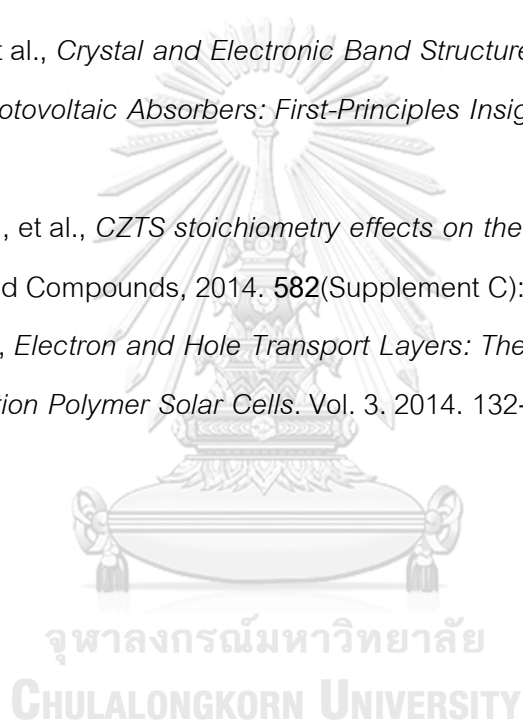 t al., Crystal and Electronic Band Structure
otovoltaic Absorbers: First-Principles Insig
, et al., CZTS stoichiometry effects on the
d Compounds, 2014. 582(Supplement C):
, Electron and Hole Transport Layers: The
tion Polymer Solar Cells. Vol. 3. 2014. 132-
จุฬาลงกรณ์มหาวิทยาลัย
CHULALONGKORN UNIVERSITY